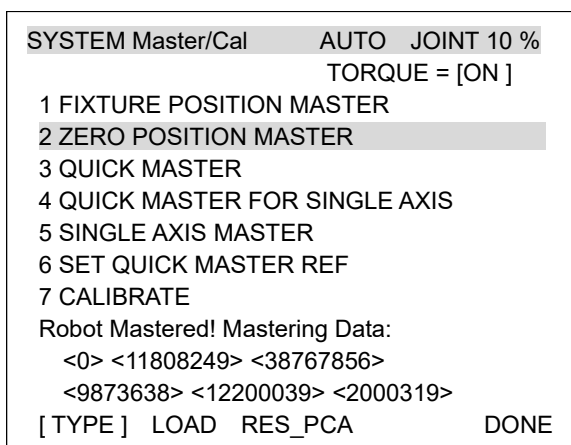 SYSTEM Master/Cal AUTO JOINT 10 %
TORQUE = [ON ]
1 FIXTURE POSITION MASTER
2 ZERO POSITION MASTER
3 QUICK MASTER
4 QUICK MASTER FOR SINGLE AXIS
5 SINGLE AXIS MASTER
6 SET QUICK MASTER REF
7 CALIBRATE
Robot Mastered! Mastering Data:
<0> <11808249> <38767856>
<9873638> <12200039> <2000319>
[ TYPE ] LOAD RES_PCA DONE